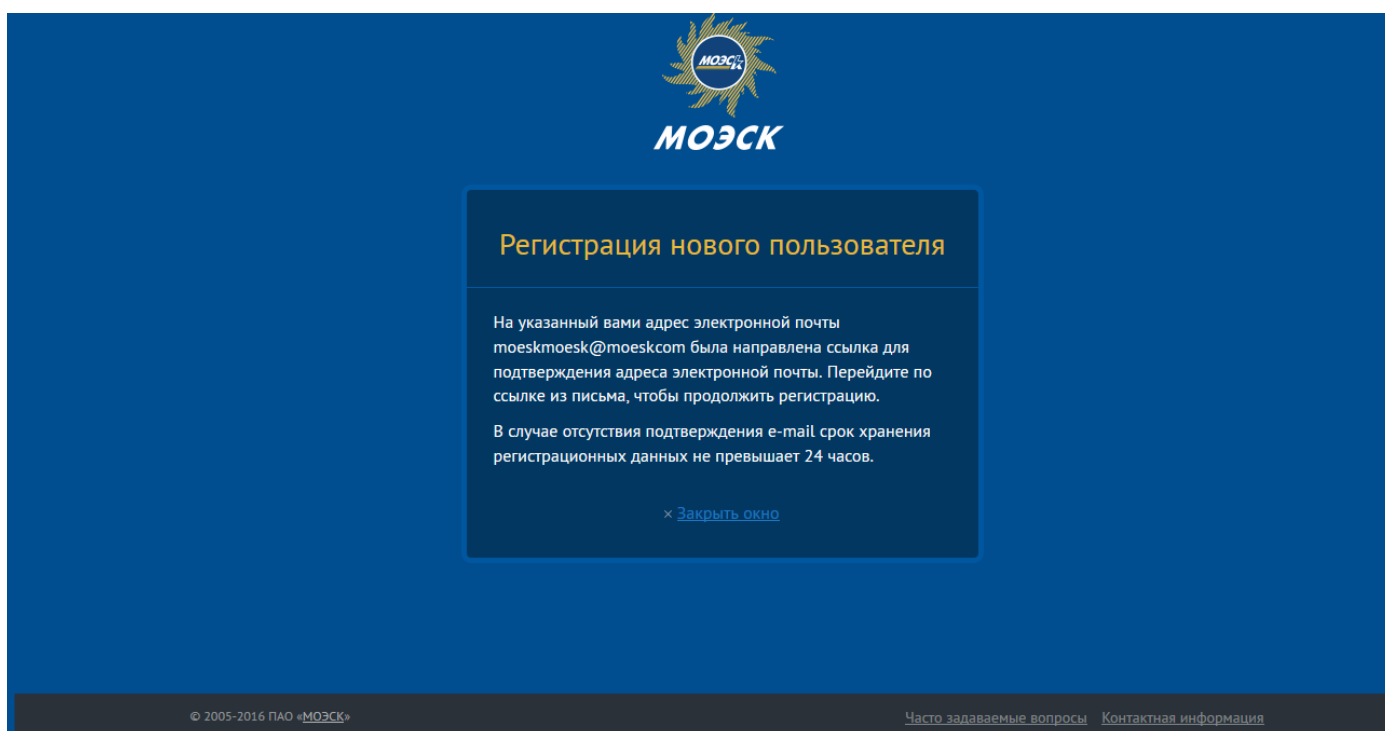 МОЭСК
МОЭСК
Регистрация нового пользователя
На указанный вами адрес электронной почты
moeskmoesk@moeskcom была направлена ссылка для
подтверждения адреса электронной почты. Перейдите по
ссылке из письма, чтобы продолжить регистрацию.
В случае отсутствия подтверждения e-mail срок хранения
регистрационных данных не превышает 24 часов.
× Закрыть окно
© 2005-2016 ПАО «МОЭСК» Часто задаваемые вопросы Контактная информация